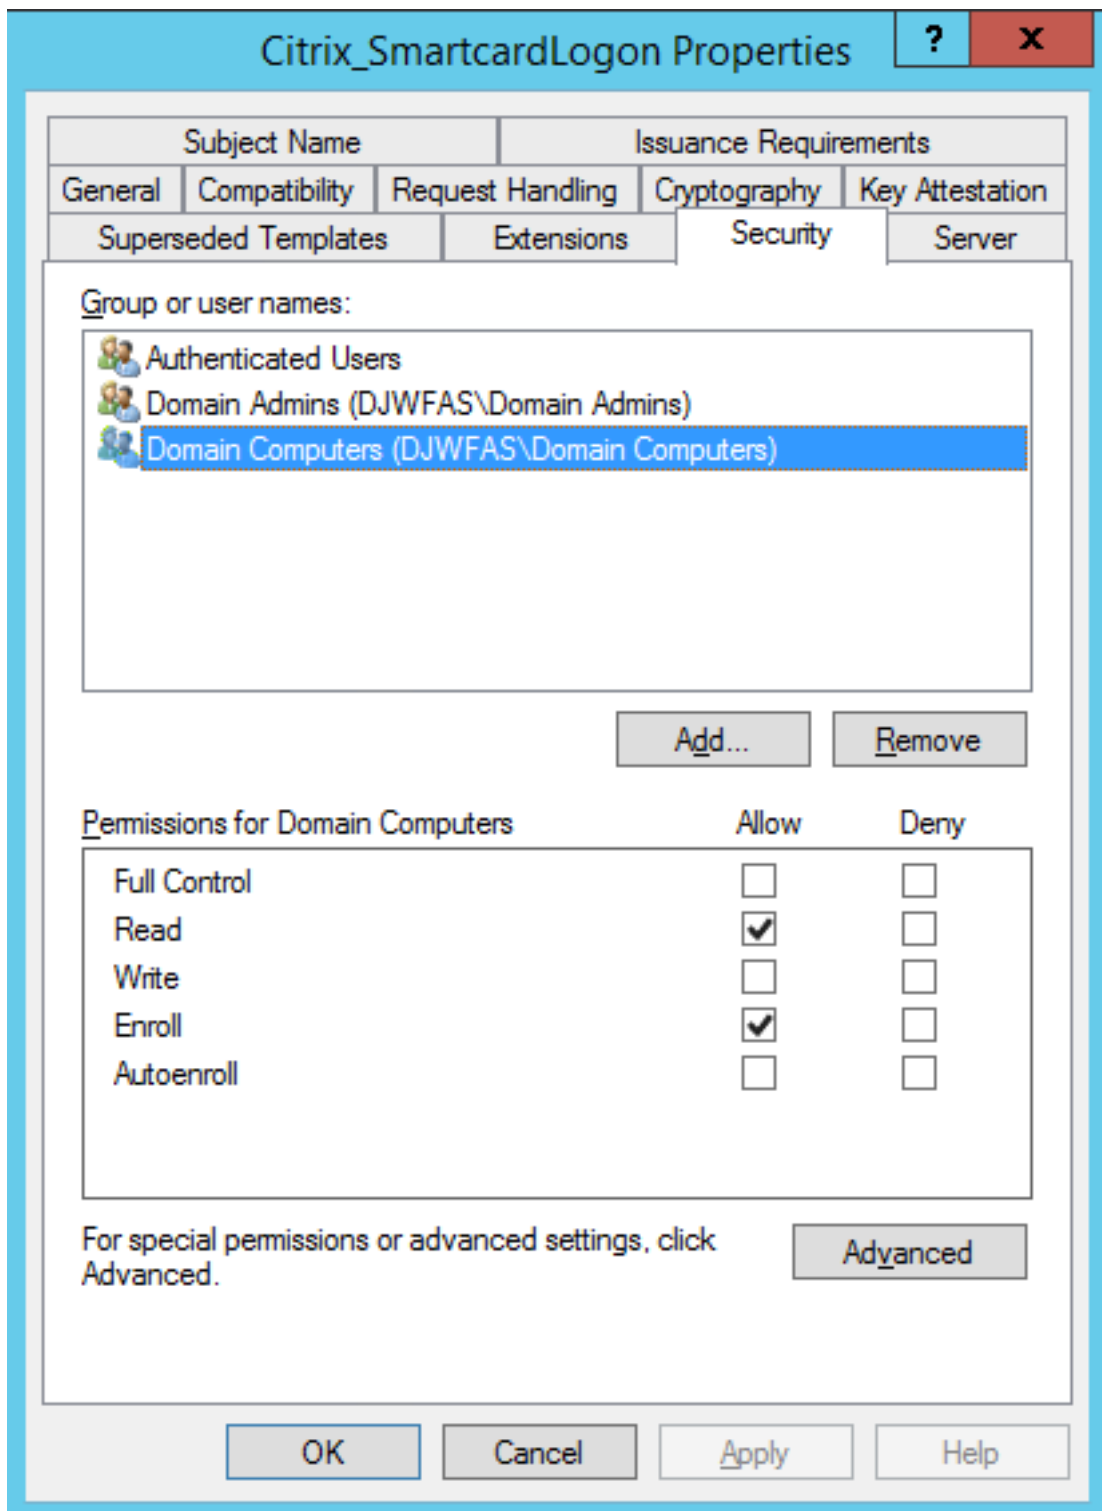 Citrix_SmartcardLogon Properties
?
x
Subject Name
Issuance Requirements
General
Compatibility
Request Handling
Cryptography
Key Attestation
Superseded Templates
Extensions
Security
Server
Group or user names:
Authenticated Users
Domain Admins (DJWFAS\Domain Admins)
Domain Computers (DJWFAS\Domain Computers)
Add...
Remove
Permissions for Domain Computers
Allow
Deny
Full Control
Read
Write
Enroll
Autoenroll
For special permissions or advanced settings, click
Advanced.
Advanced
OK
Cancel
Apply
Help